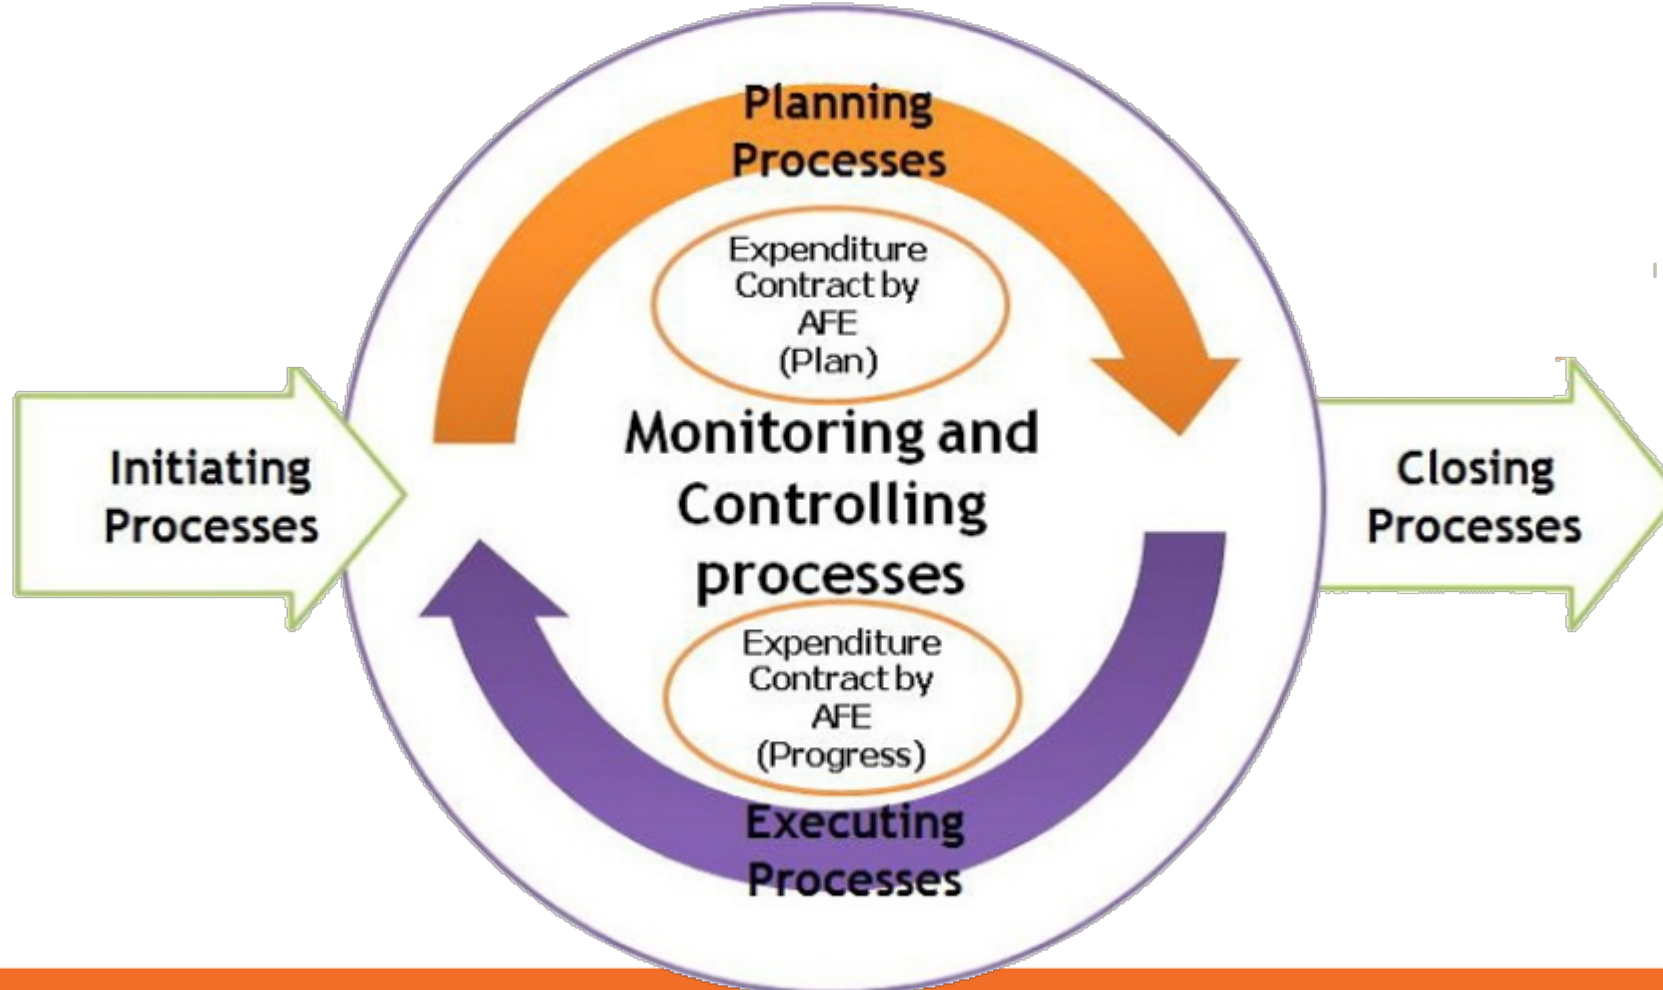 Planning
Processes
Expenditure
Contract by
AFE
(Plan)
Initiating
Processes
Monitoring and
Controlling
processes
Closing
Processes
Expenditure
Contract by
AFE
(Progress)
Executing
Processes